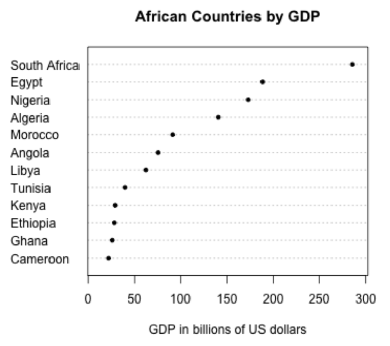 African Countries by GDP
South Africa
Egypt
Nigeria
Algeria
Morocco
Angola
Libya
Tunisia
Kenya
Ethiopia
Ghana
Cameroon
0 50 100 150 200 250 300
GDP in billions of US dollars